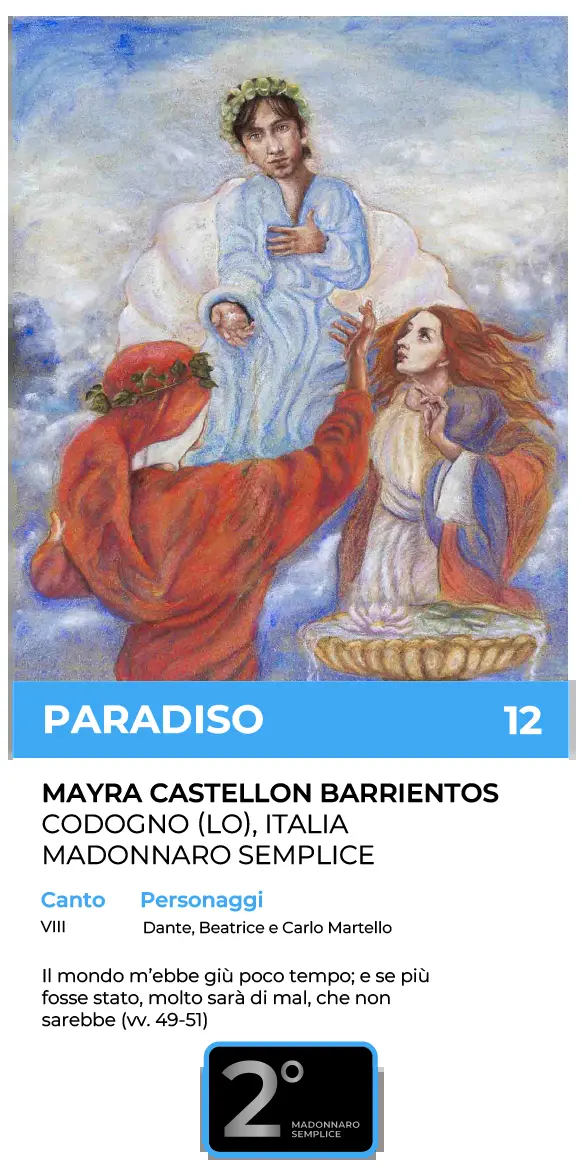 PARADISO 12
MAYRA CASTELLON BARRIENTOS
CODOGNO (LO), ITALIA
MADONNARO SEMPLICE
Canto Personaggi
VIII Dante, Beatrice e Carlo Martello
Il mondo m’ebbe giù poco tempo; e se più
fosse stato, molto sarà di mal, che non
sarebbe (vv. 49-51)
2°
MADONNARO
SEMPLICE